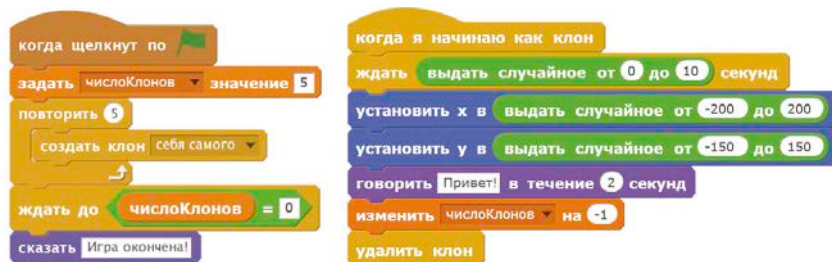 когда щелкнут по
задать числоКлонов значение 5
повторить 5
создать клон себя самого
ждать до числоКлонов = 0
сказать Игра окончена!
когда я начинаю как клон
ждать выдать случайное от 0 до 10 секунд
установить x в выдать случайное от -200 до 200
установить y в выдать случайное от -150 до 150
говорить Привет! в течение 2 секунд
изменить числоКлонов на -1
удалить клон